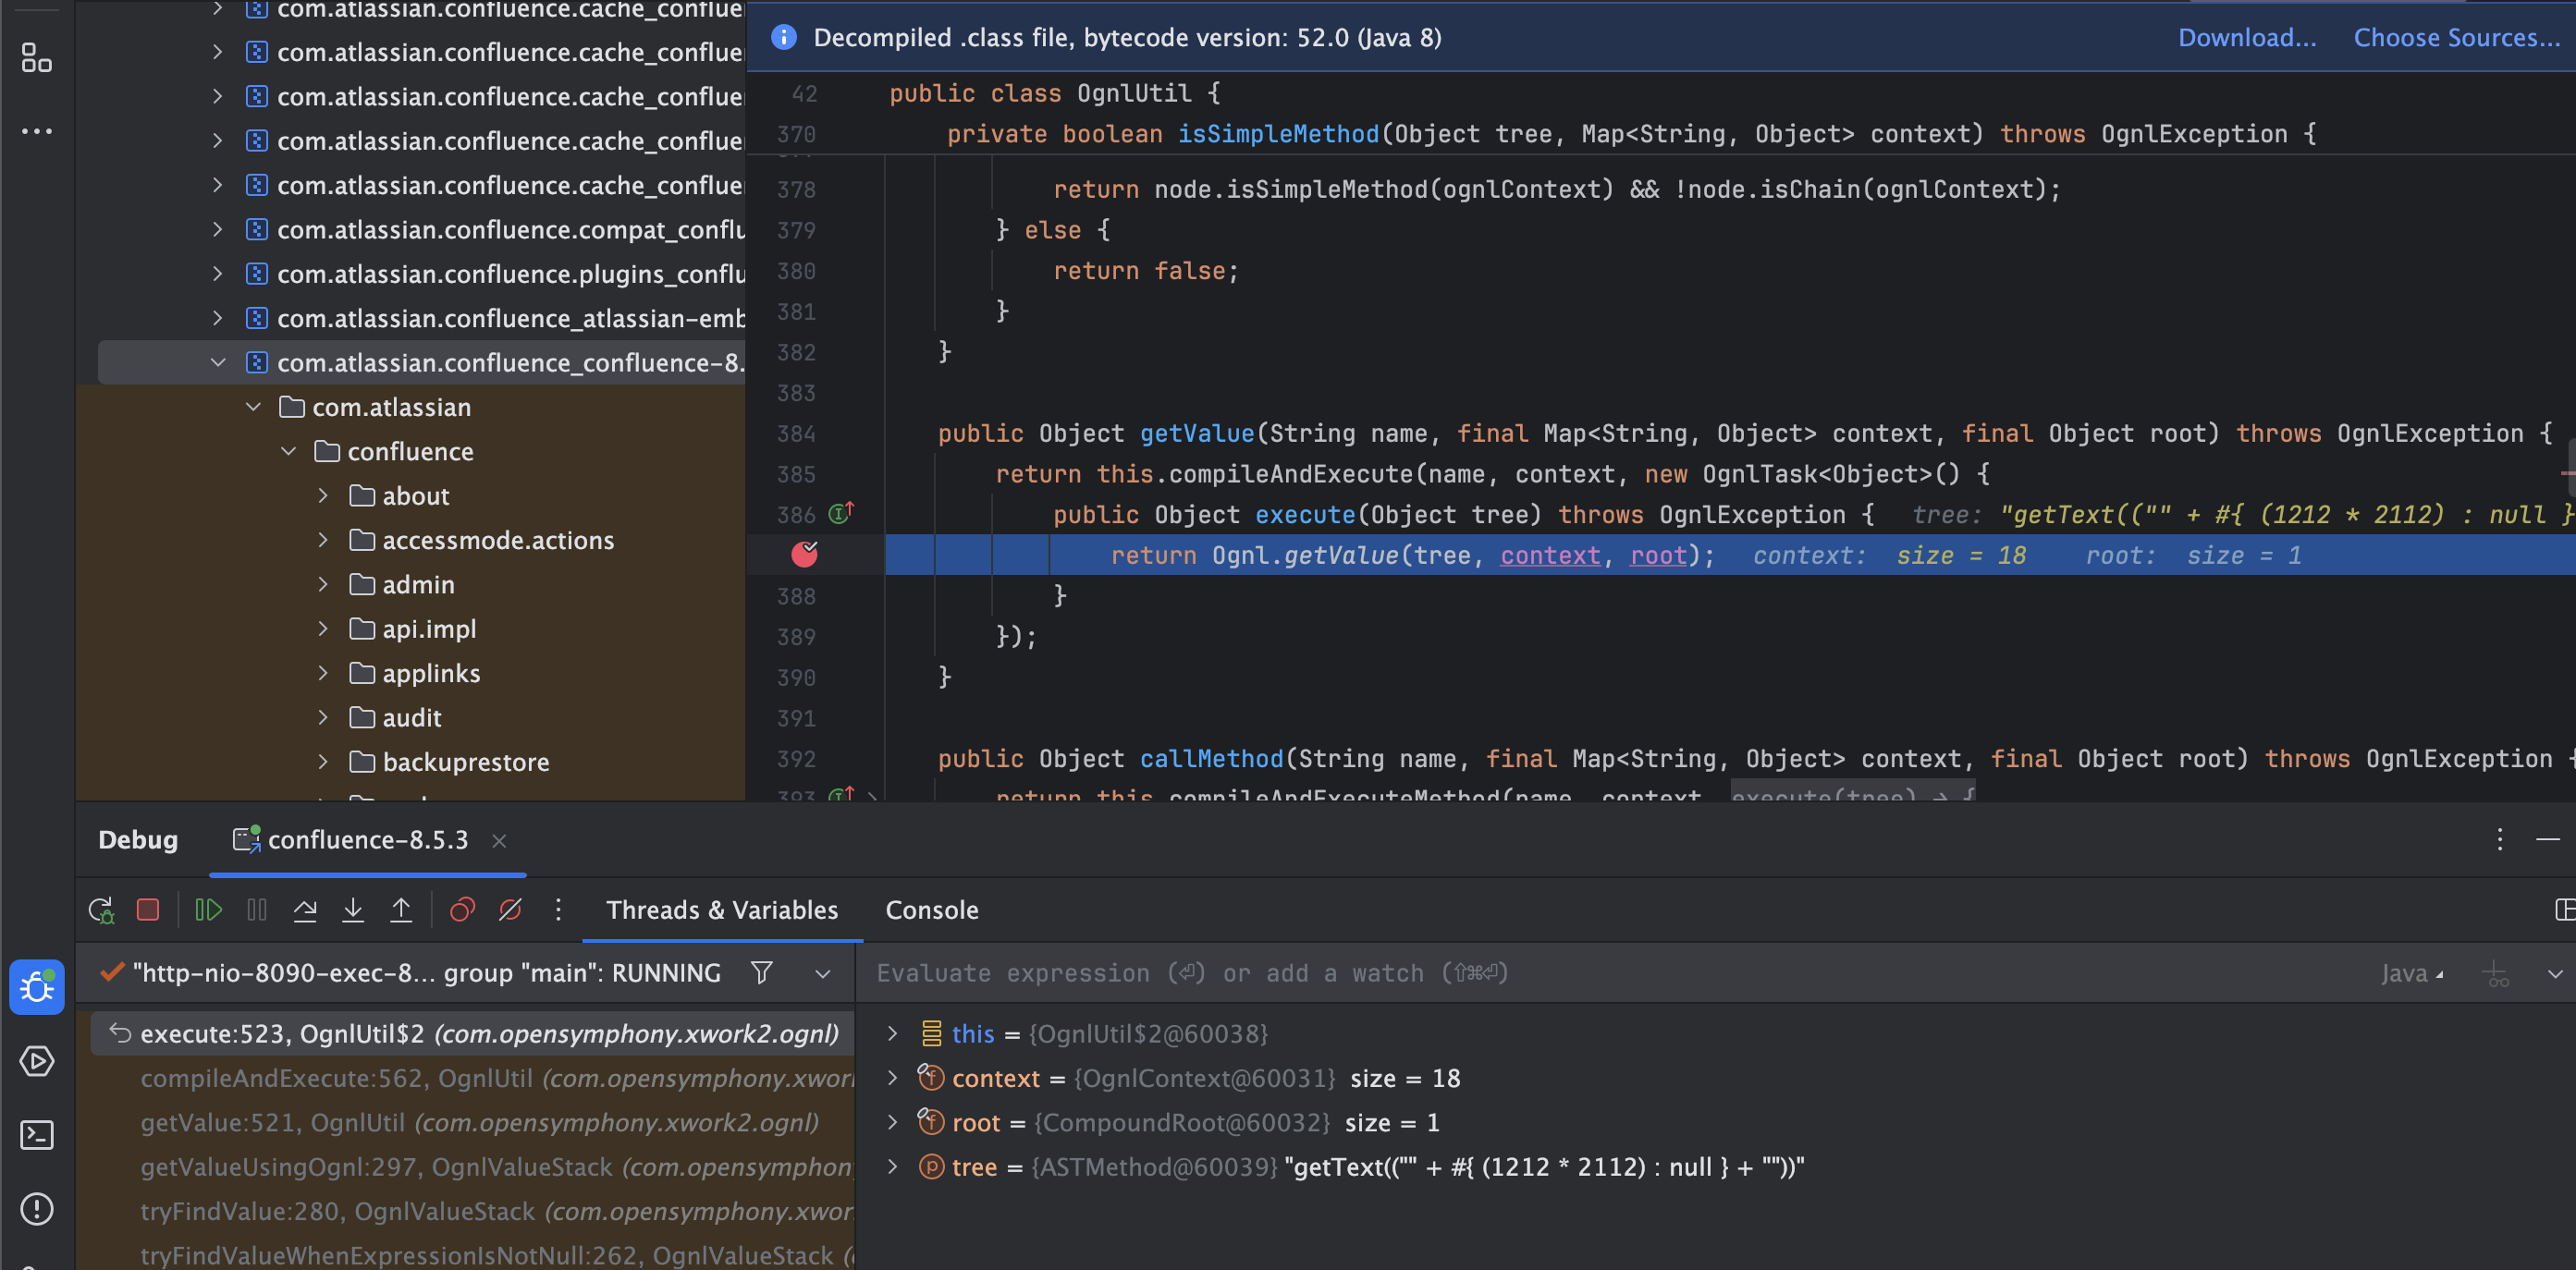 com.atlassian.confluence.cache_conflue
com.atlassian.confluence.cache_conflue
com.atlassian.confluence.cache_conflue
com.atlassian.confluence.cache_conflue
com.atlassian.confluence.cache_conflue
com.atlassian.confluence.compat_conflu
com.atlassian.confluence.plugins_conflu
com.atlassian.confluence_atlassian-emb
com.atlassian.confluence_confluence-8.
com.atlassian
confluence
about
accessmode.actions
admin
api.impl
applinks
audit
backuprestore
Decompiled .class file, bytecode version: 52.0 (Java 8) Download... Choose Sources...
42 public class OgnlUtil {
370 private boolean isSimpleMethod(Object tree, Map<String, Object> context) throws OgnlException {
378 return node.isSimpleMethod(ognlContext) && !node.isChain(ognlContext);
379 } else {
380 return false;
381 }
382 }
383
384 public Object getValue(String name, final Map<String, Object> context, final Object root) throws OgnlException {
385 return this.compileAndExecute(name, context, new OgnlTask<Object>() {
386 public Object execute(Object tree) throws OgnlException { tree: "getText(("" + #{ (1212 * 2112) : null }
return Ognl.getValue(tree, context, root); context: size = 18 root: size = 1
388 }
389 });
390 }
391
392 public Object callMethod(String name, final Map<String, Object> context, final Object root) throws OgnlException {
393 return this.compileAndExecuteMethod(name, context, execute(tree) → {
Debug confluence-8.5.3
Threads & Variables Console
"http-nio-8090-exec-8... group "main": RUNNING
Evaluate expression (⏎) or add a watch (⇧⌘⏎) Java
execute:523, OgnlUtil$2 (com.opensymphony.xwork2.ognl)
compileAndExecute:562, OgnlUtil (com.opensymphony.xwor
getValue:521, OgnlUtil (com.opensymphony.xwork2.ognl)
getValueUsingOgnl:297, OgnlValueStack (com.opensymphony
tryFindValue:280, OgnlValueStack (com.opensymphony.xwor
tryFindValueWhenExpressionIsNotNull:262, OgnlValueStack (
this = {OgnlUtil$2@60038}
context = {OgnlContext@60031} size = 18
root = {CompoundRoot@60032} size = 1
tree = {ASTMethod@60039} "getText(("" + #{ (1212 * 2112) : null } + ""))"